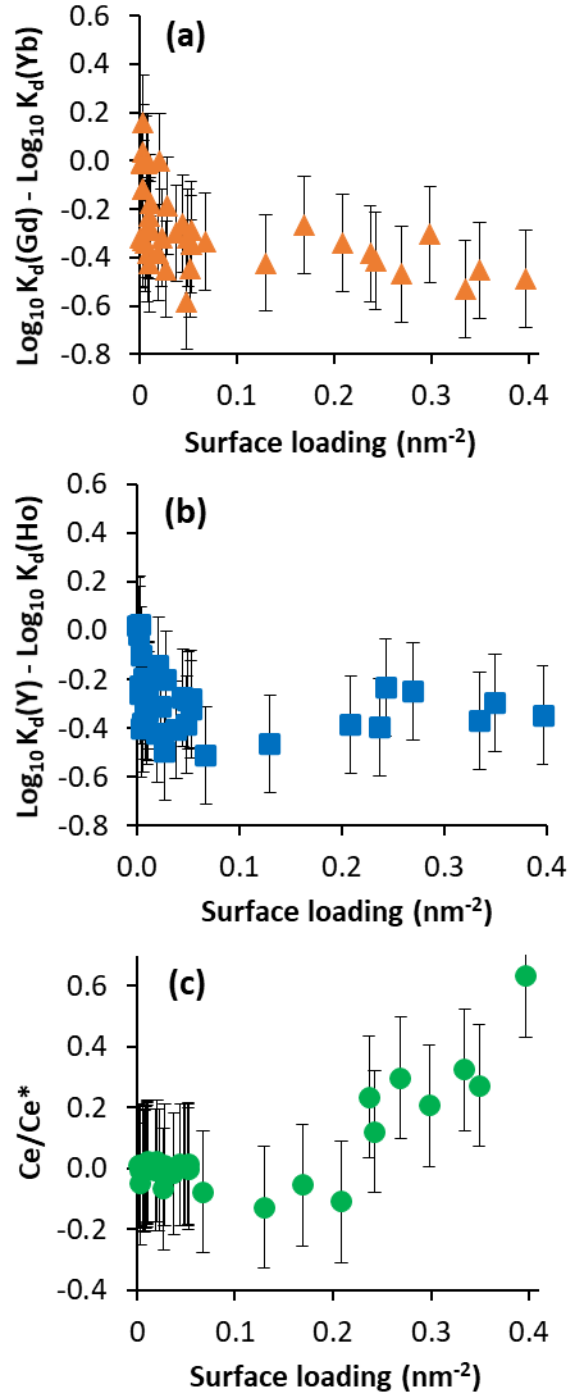 (a)
Log10 Kd(Gd) - Log10 Kd(Yb)
0.6
0.4
0.2
0.0
-0.2
-0.4
-0.6
-0.8
0 0.1 0.2 0.3 0.4
Surface loading (nm-2)
(b)
Log10 Kd(Y) - Log10 Kd(Ho)
0.6
0.4
0.2
0.0
-0.2
-0.4
-0.6
-0.8
0.0 0.1 0.2 0.3 0.4
Surface loading (nm-2)
(c)
Ce/Ce*
0.6
0.4
0.2
0.0
-0.2
-0.4
0 0.1 0.2 0.3 0.4
Surface loading (nm-2)